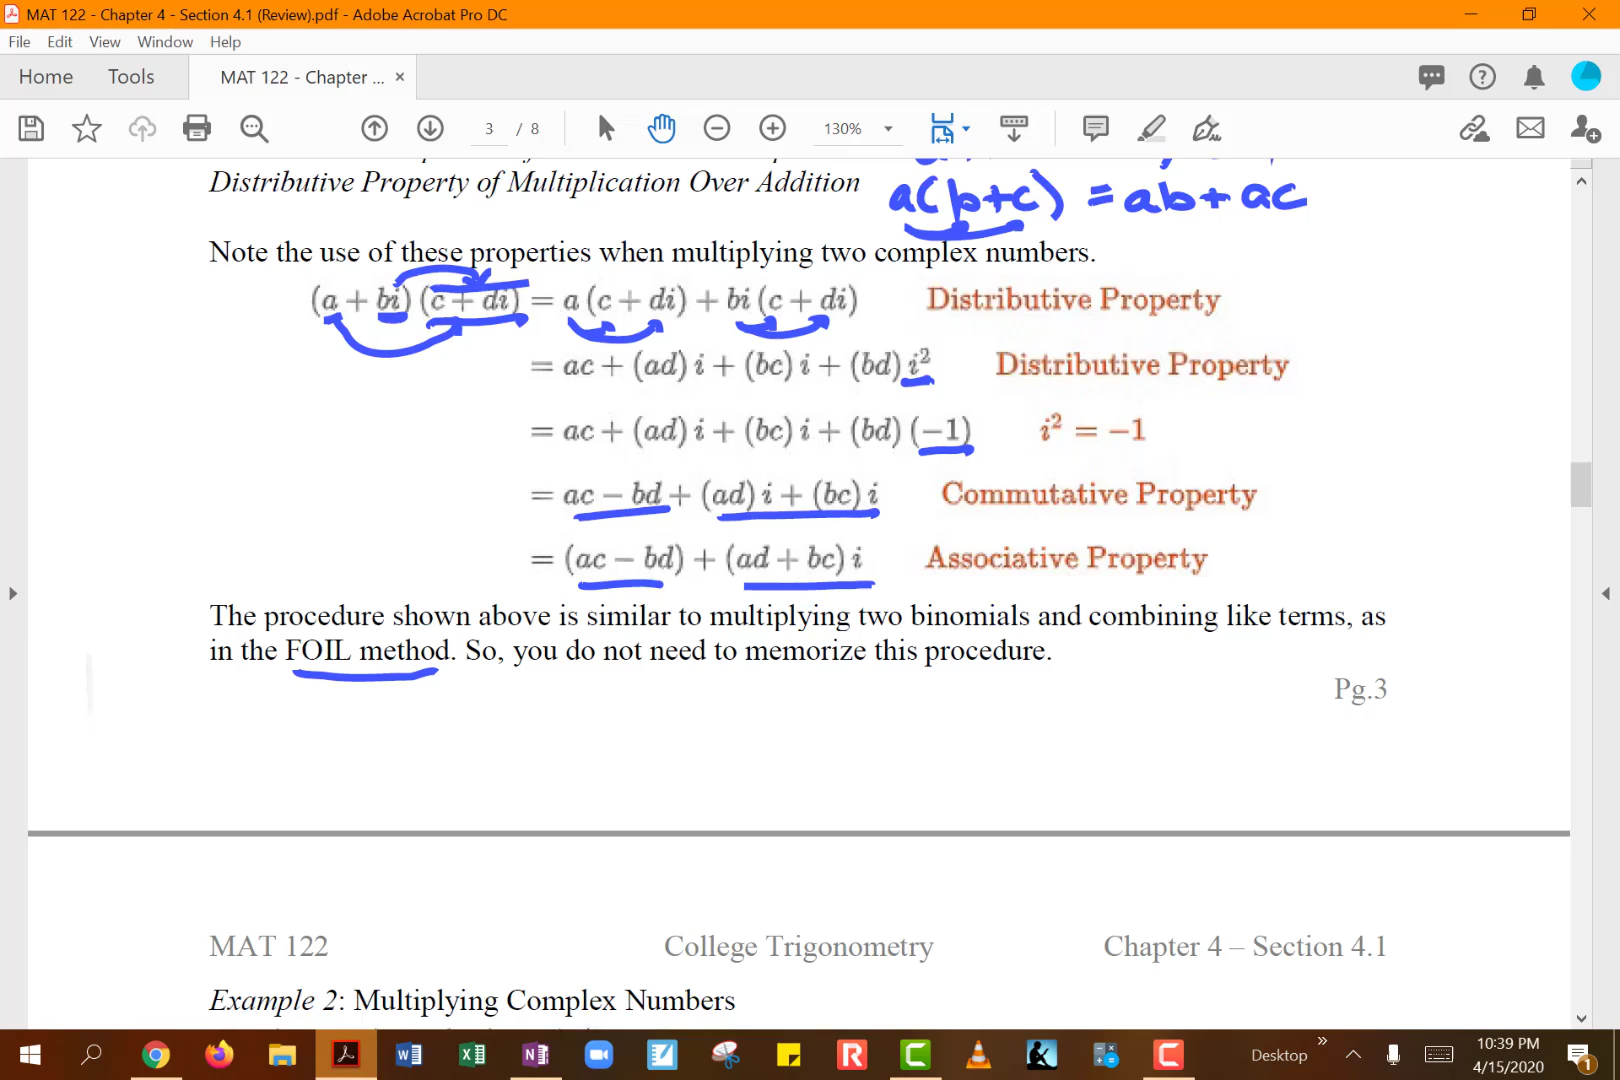 MAT 122 - Chapter 4 - Section 4.1 (Review).pdf - Adobe Acrobat Pro DC
File Edit View Window Help
Home Tools MAT 122 - Chapter ... ×
3 / 8 130%
Distributive Property of Multiplication Over Addition a(b+c) = ab + ac
Note the use of these properties when multiplying two complex numbers.
(a + bi) (c + di) = a (c + di) + bi (c + di) Distributive Property
= ac + (ad) i + (bc) i + (bd) i² Distributive Property
= ac + (ad) i + (bc) i + (bd) (−1) i² = −1
= ac − bd + (ad) i + (bc) i Commutative Property
= (ac − bd) + (ad + bc) i Associative Property
The procedure shown above is similar to multiplying two binomials and combining like terms, as
in the FOIL method. So, you do not need to memorize this procedure.
Pg.3
MAT 122 College Trigonometry Chapter 4 – Section 4.1
Example 2: Multiplying Complex Numbers
Desktop » 10:39 PM
4/15/2020 1